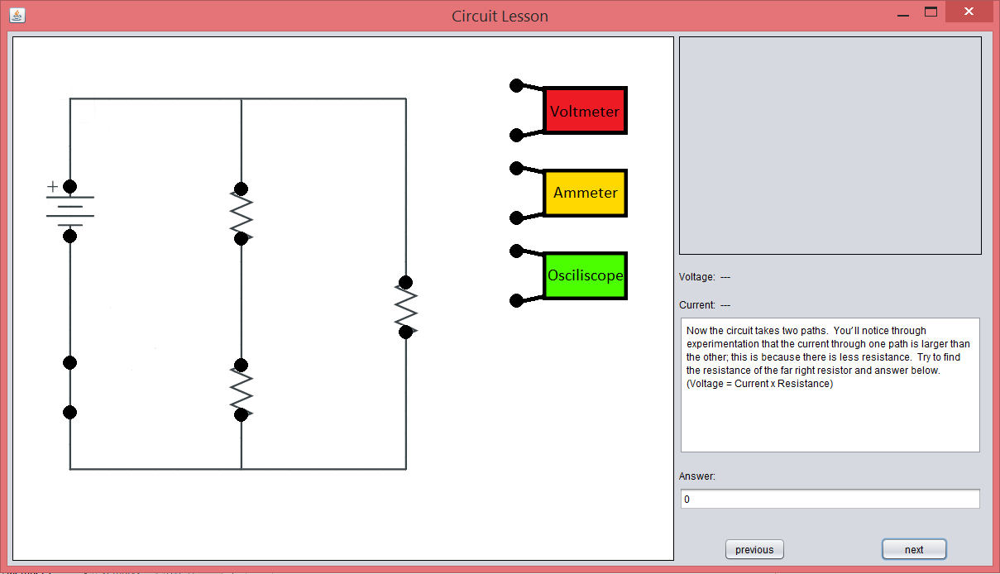 Circuit Lesson
+
Voltmeter
Ammeter
Osciliscope
Voltage: ---
Current: ---
Now the circuit takes two paths. You'll notice through
experimentation that the current through one path is larger than
the other; this is because there is less resistance. Try to find
the resistance of the far right resistor and answer below.
(Voltage = Current x Resistance)
Answer:
0
previous
next